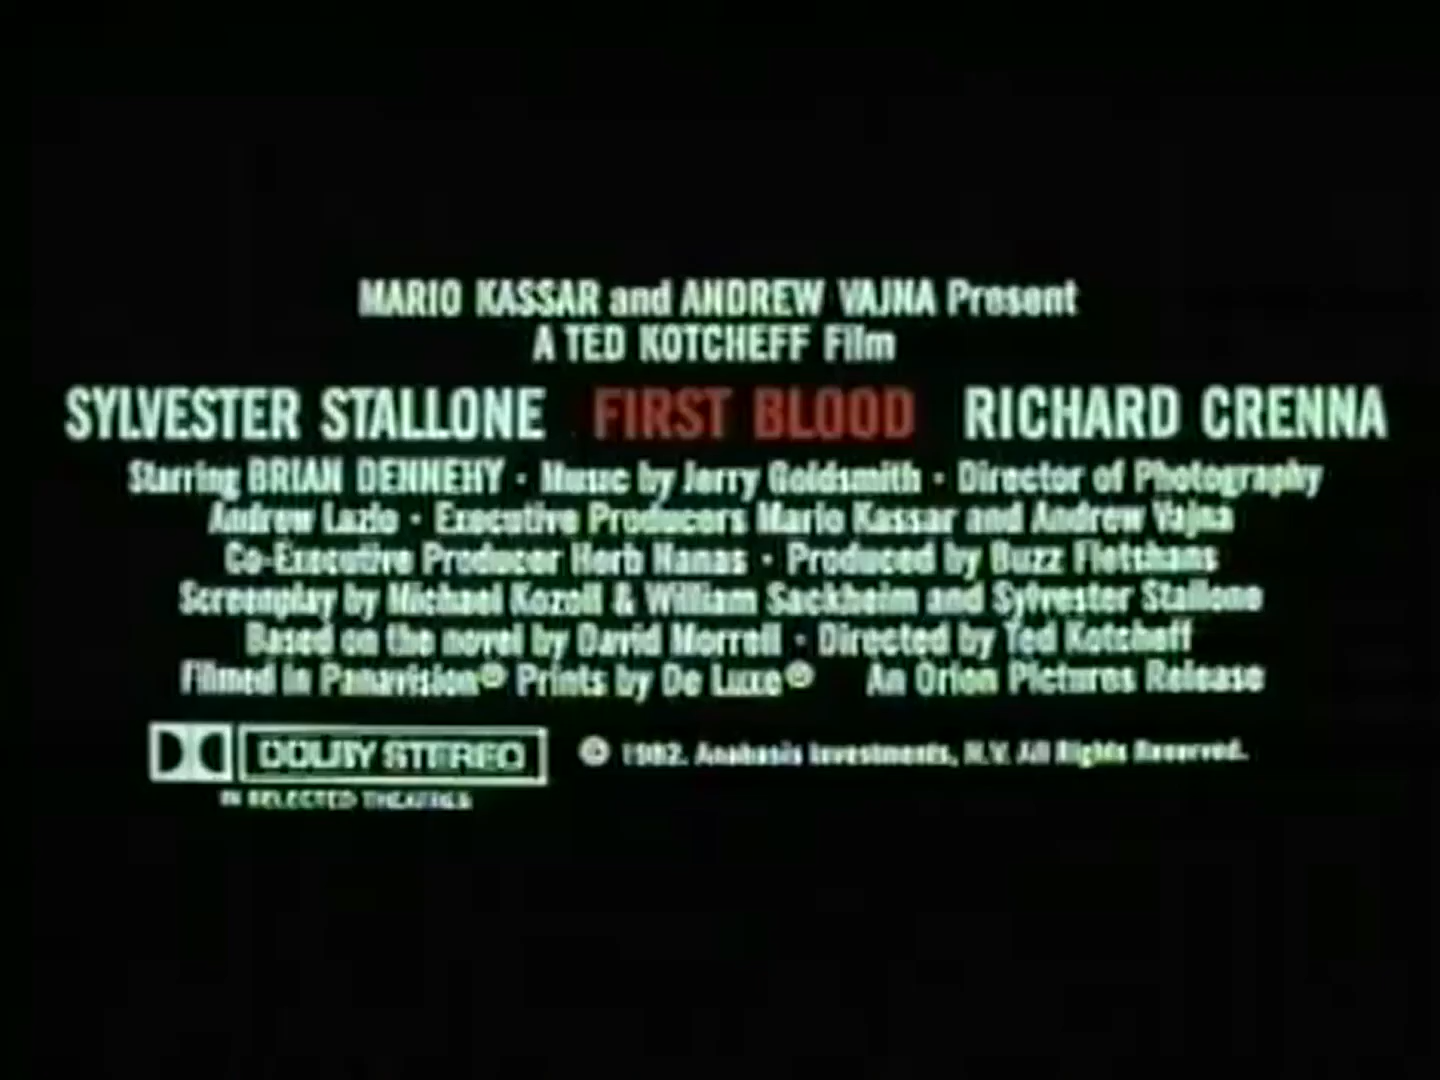 MARIO KASSAR and ANDREW VAJNA Present
A TED KOTCHEFF Film
SYLVESTER STALLONE FIRST BLOOD RICHARD CRENNA
Starring BRIAN DENNEHY · Music by Jerry Goldsmith · Director of Photography
Andrew Lazlo · Executive Producers Mario Kassar and Andrew Vajna
Co-Executive Producer Herb Nanas · Produced by Buzz Fietshans
Screenplay by Michael Kozoll & William Sackheim and Sylvester Stallone
Based on the novel by David Morrell · Directed by Ted Kotcheff
Filmed in Panavision® Prints by De Luxe® An Orion Pictures Release
DOLBY STEREO © 1982. Anabasis Investments, N.V. All Rights Reserved.
IN SELECTED THEATRES